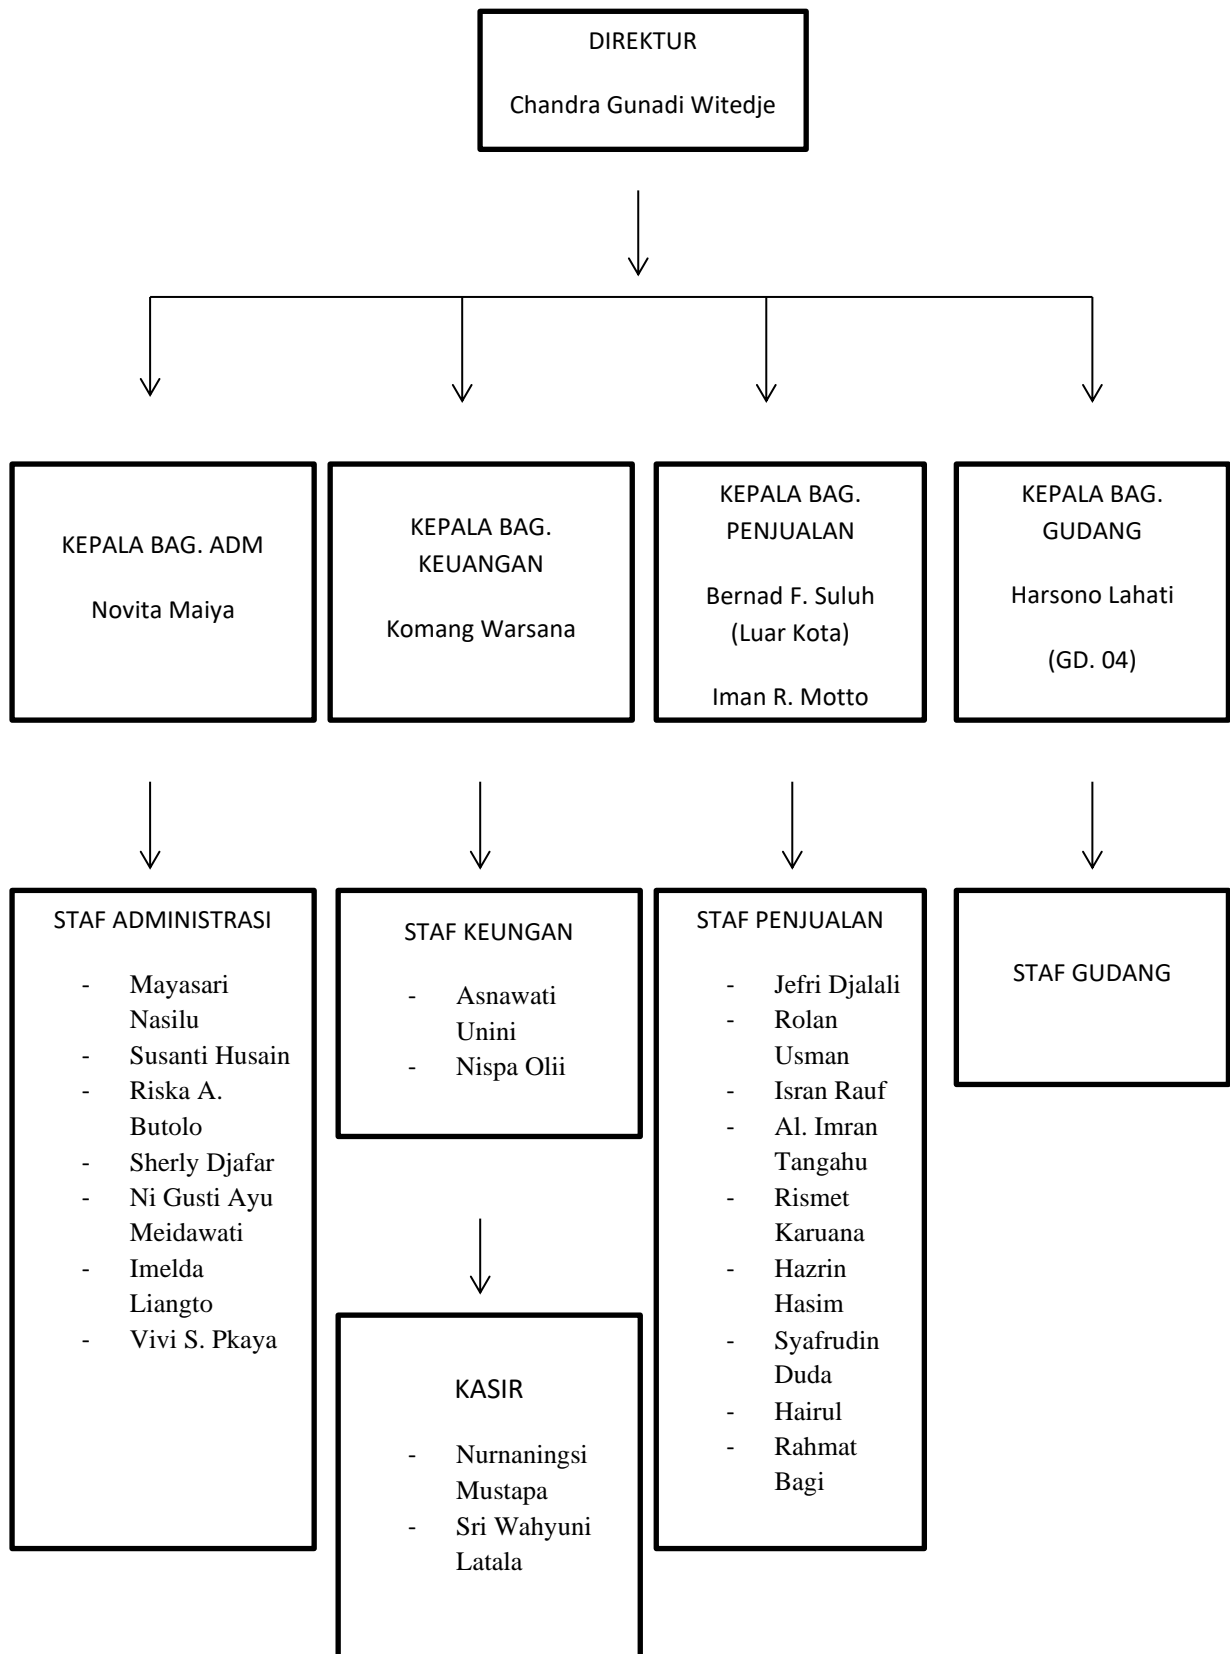 DIREKTUR
Chandra Gunadi Witedje
KEPALA BAG. ADM
Novita Maiya
KEPALA BAG.
KEUANGAN
Komang Warsana
KEPALA BAG.
PENJUALAN
Bernad F. Suluh
(Luar Kota)
Iman R. Motto
KEPALA BAG.
GUDANG
Harsono Lahati
(GD. 04)
STAF ADMINISTRASI
- Mayasari
Nasilu
- Susanti Husain
- Riska A.
Butolo
- Sherly Djafar
- Ni Gusti Ayu
Meidawati
- Imelda
Liangto
- Vivi S. Pkaya
STAF KEUNGAN
- Asnawati
Unini
- Nispa Olii
KASIR
- Nurnaningsi
Mustapa
- Sri Wahyuni
Latala
STAF PENJUALAN
- Jefri Djalali
- Rolan
Usman
- Isran Rauf
- Al. Imran
Tangahu
- Rismet
Karuana
- Hazrin
Hasim
- Syafrudin
Duda
- Hairul
- Rahmat
Bagi
STAF GUDANG